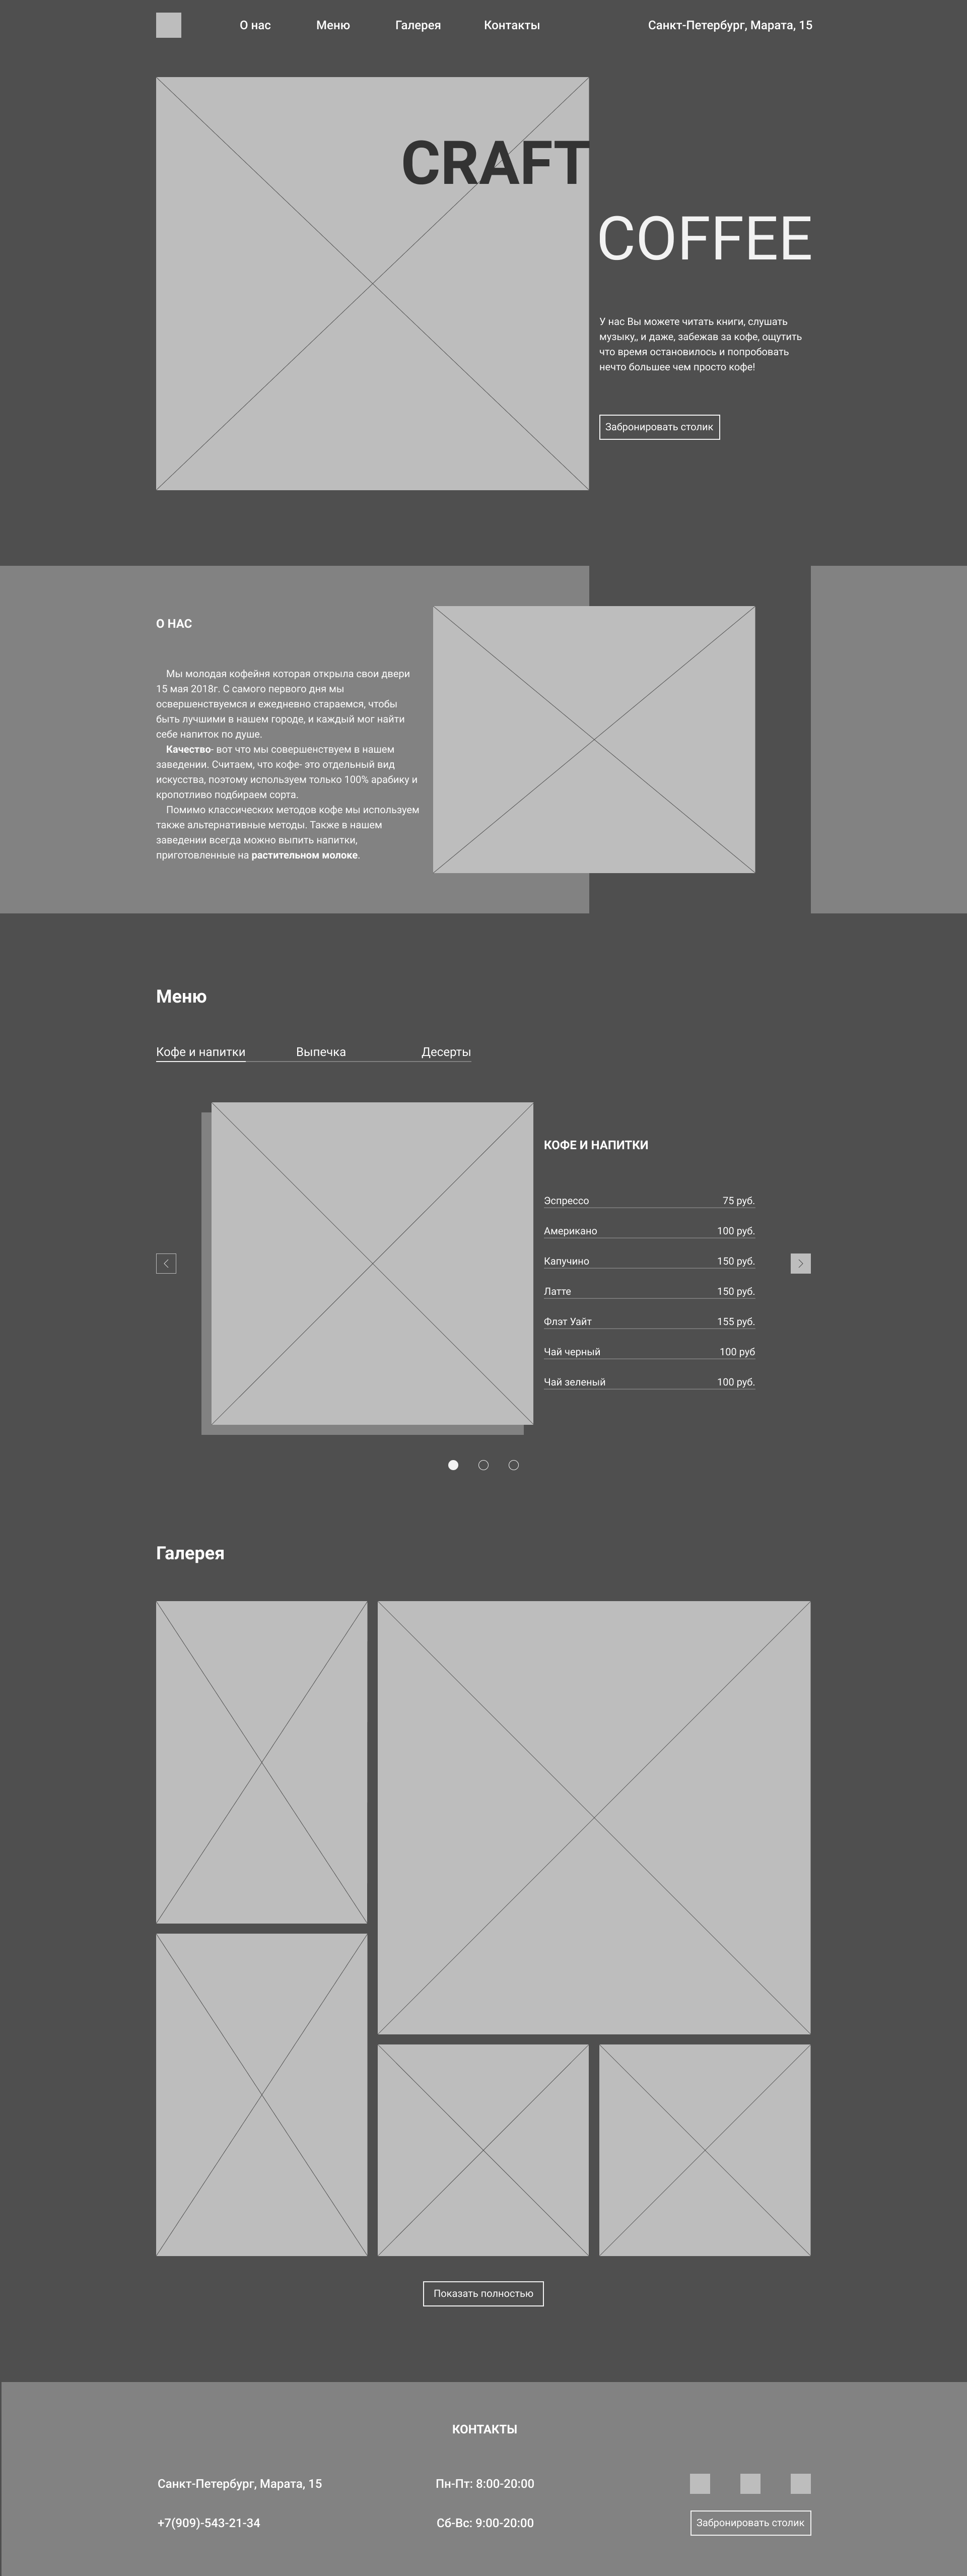 О нас
Меню
Галерея
Контакты
Санкт-Петербург, Марата, 15
CRAFT
COFFEE
У нас Вы можете читать книги, слушать
музыку,, и даже, забежав за кофе, ощутить
что время остановилось и попробовать
нечто большее чем просто кофе!
Забронировать столик
О НАС
Мы молодая кофейня которая открыла свои двери
15 мая 2018г. С самого первого дня мы
освершенствуемся и ежедневно стараемся, чтобы
быть лучшими в нашем городе, и каждый мог найти
себе напиток по душе.
Качество- вот что мы совершенствуем в нашем
заведении. Считаем, что кофе- это отдельный вид
искусства, поэтому используем только 100% арабику и
кропотливо подбираем сорта.
Помимо классических методов кофе мы используем
также альтернативные методы. Также в нашем
заведении всегда можно выпить напитки,
приготовленные на растительном молоке.
Меню
Кофе и напитки
Выпечка
Десерты
КОФЕ И НАПИТКИ
Эспрессо 75 руб.
Американо 100 руб.
Капучино 150 руб.
Латте 150 руб.
Флэт Уайт 155 руб.
Чай черный 100 руб
Чай зеленый 100 руб.
Галерея
Показать полностью
КОНТАКТЫ
Санкт-Петербург, Марата, 15
Пн-Пт: 8:00-20:00
+7(909)-543-21-34
Сб-Вс: 9:00-20:00
Забронировать столик